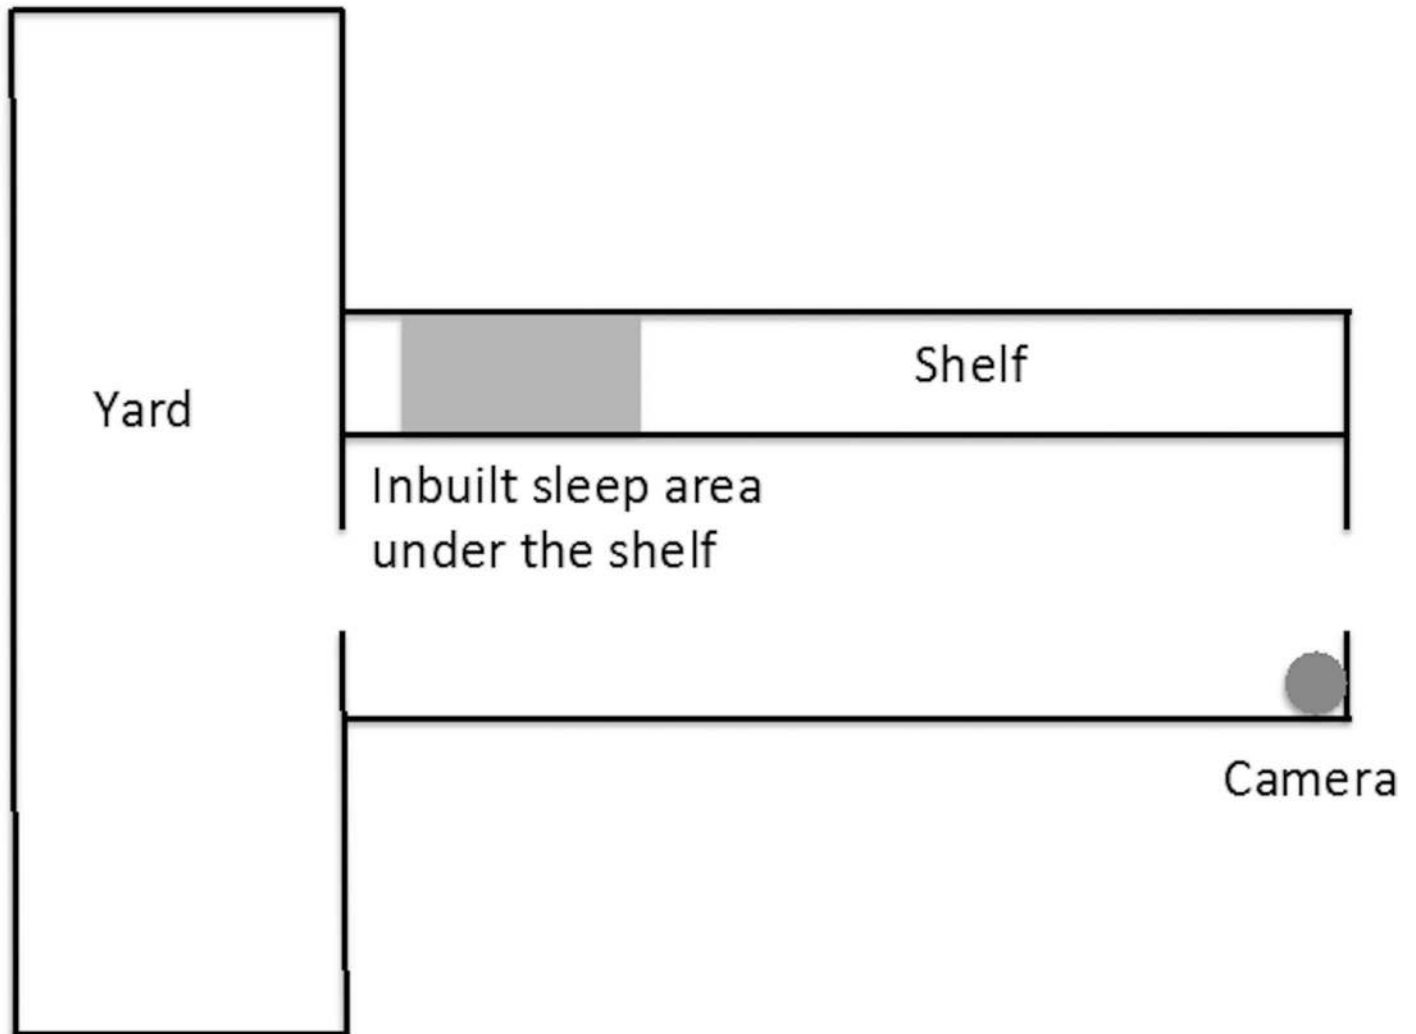 Shelf
Yard
Inbuilt sleep area
under the shelf
Camera